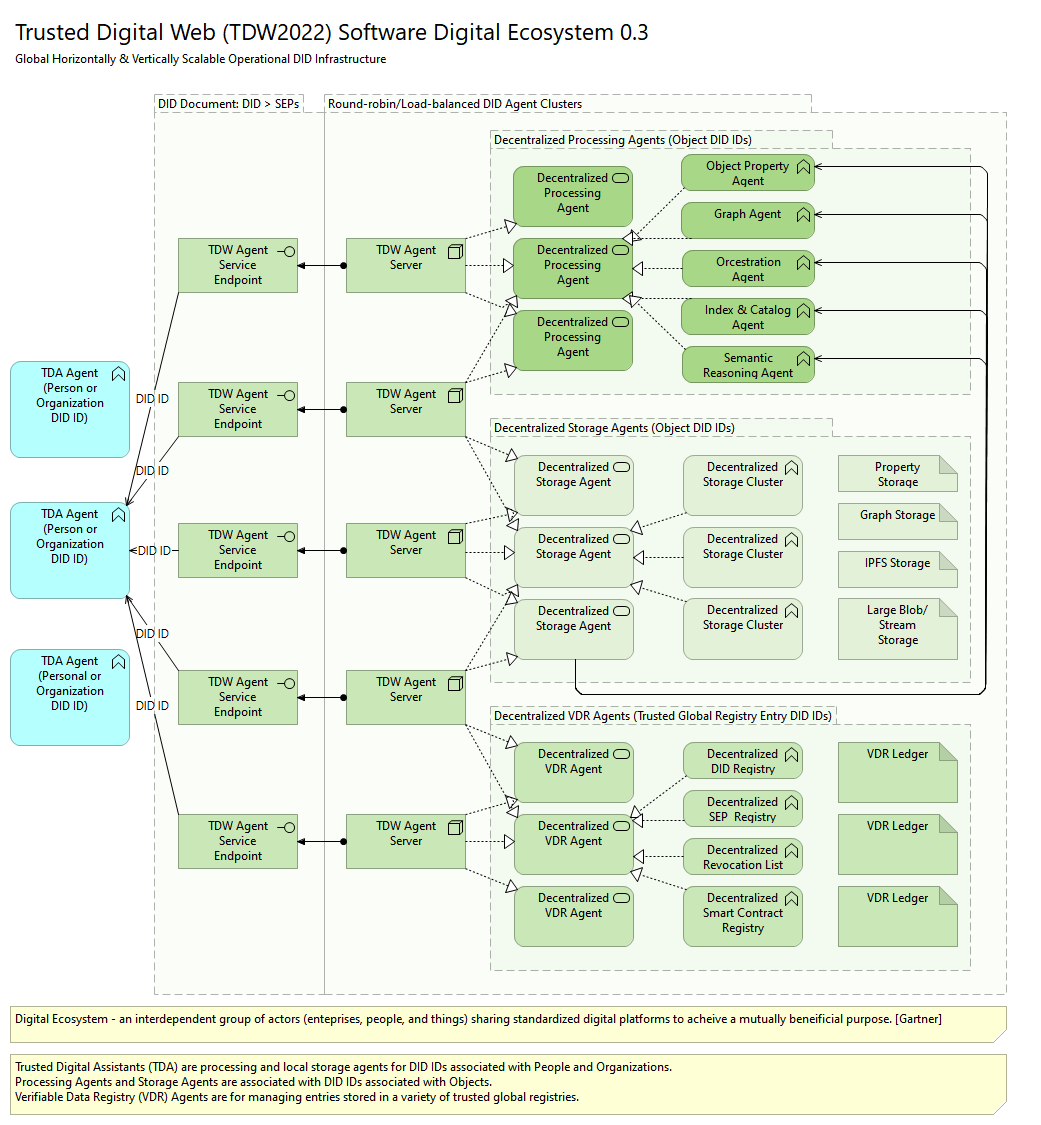 Trusted Digital Web (TDW2022) Software Digital Ecosystem 0.3
Global Horizontally & Vertically Scalable Operational DID Infrastructure
DID Document: DID > SEPs
Round-robin/Load-balanced DID Agent Clusters
Decentralized Processing Agents (Object DID IDs)
Decentralized
Processing
Agent
Decentralized
Processing
Agent
Decentralized
Processing
Agent
Object Property
Agent
Graph Agent
Orcestration
Agent
Index & Catalog
Agent
Semantic
Reasoning Agent
TDW Agent
Service
Endpoint
TDW Agent
Server
TDA Agent
(Person or
Organization
DID ID)
DID ID
TDW Agent
Service
Endpoint
TDW Agent
Server
DID ID
Decentralized Storage Agents (Object DID IDs)
Decentralized
Storage Agent
Decentralized
Storage Agent
Decentralized
Storage Agent
Decentralized
Storage Cluster
Decentralized
Storage Cluster
Decentralized
Storage Cluster
Property
Storage
Graph Storage
IPFS Storage
Large Blob/
Stream
Storage
TDA Agent
(Person or
Organization
DID ID)
DID ID
TDW Agent
Service
Endpoint
TDW Agent
Server
DID ID
TDA Agent
(Personal or
Organization
DID ID)
TDW Agent
Service
Endpoint
TDW Agent
Server
DID ID
Decentralized VDR Agents (Trusted Global Registry Entry DID IDs)
Decentralized
VDR Agent
Decentralized
VDR Agent
Decentralized
VDR Agent
Decentralized
DID Registry
Decentralized
SEP Registry
Decentralized
Revocation List
Decentralized
Smart Contract
Registry
VDR Ledger
VDR Ledger
VDR Ledger
TDW Agent
Service
Endpoint
TDW Agent
Server
Digital Ecosystem - an interdependent group of actors (enteprises, people, and things) sharing standardized digital platforms to acheive a mutually beneificial purpose. [Gartner]
Trusted Digital Assistants (TDA) are processing and local storage agents for DID IDs associated with People and Organizations.
Processing Agents and Storage Agents are associated with DID IDs associated with Objects.
Verifiable Data Registry (VDR) Agents are for managing entries stored in a variety of trusted global registries.